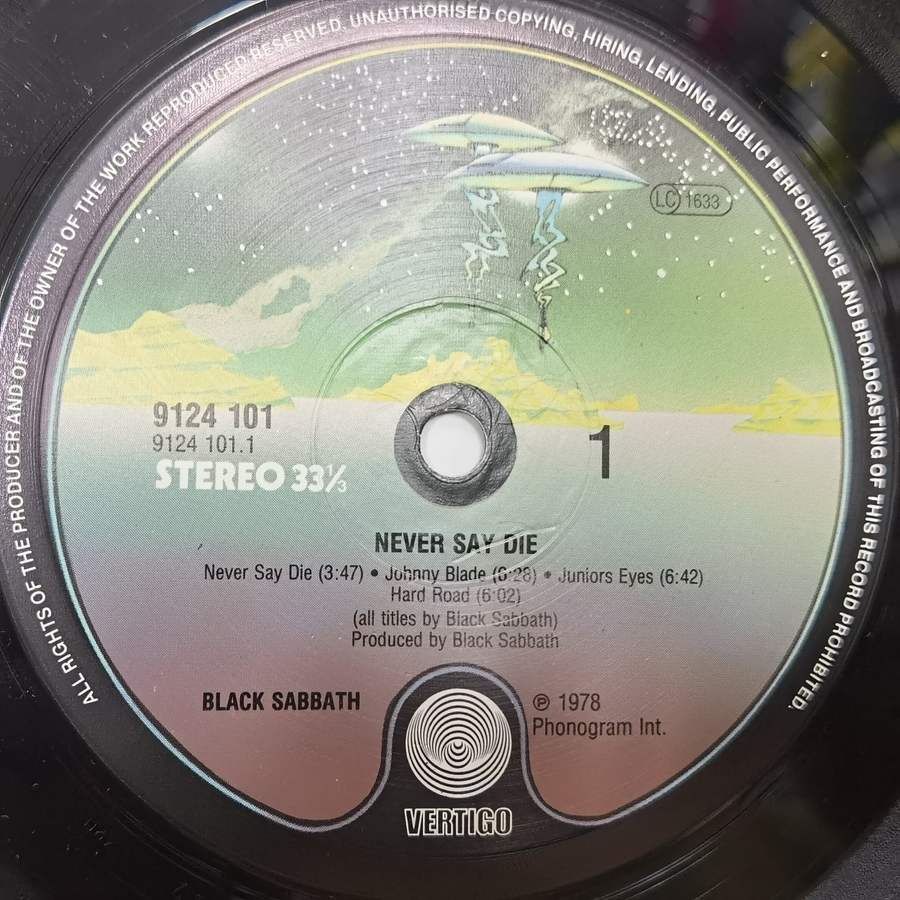 ALL RIGHTS OF THE PRODUCER AND OF THE OWNER OF THE WORK REPRODUCED RESERVED. UNAUTHORISED COPYING, HIRING, LENDING, PUBLIC PERFORMANCE AND BROADCASTING OF THIS RECORD PROHIBITED.
LC 1633
9124 101
9124 101.1
STEREO 33⅓
1
NEVER SAY DIE
Never Say Die (3:47) • Johnny Blade (6:28) • Juniors Eyes (6:42)
Hard Road (6:02)
(all titles by Black Sabbath)
Produced by Black Sabbath
BLACK SABBATH
℗ 1978
Phonogram Int.
VERTIGO